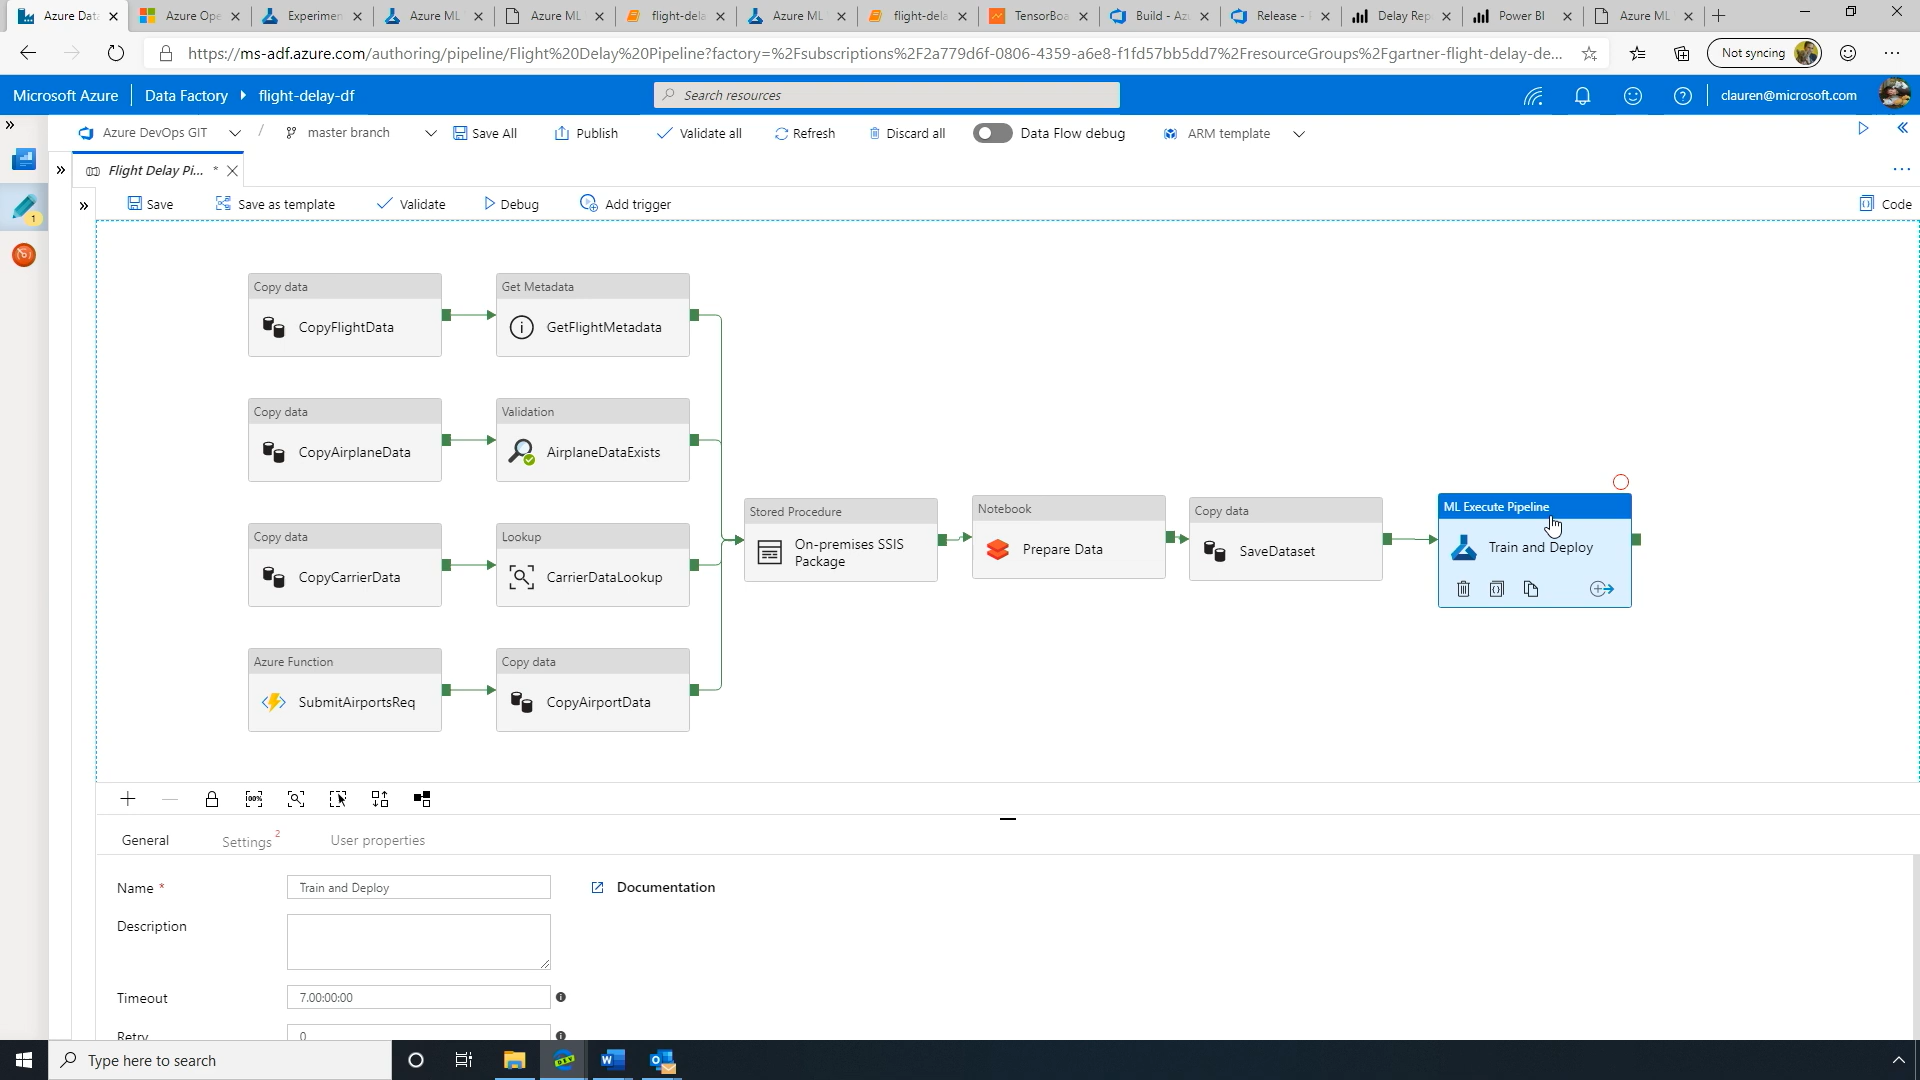 Azure Data
Azure Ope
Experimen
Azure ML
Azure ML
flight-dela
Azure ML
flight-dela
TensorBoa
Build - Az
Release -
Delay Rep
Power BI
Azure ML
https://ms-adf.azure.com/authoring/pipeline/Flight%20Delay%20Pipeline?factory=%2Fsubscriptions%2F2a779d6f-0806-4359-a6e8-f1fd57bb5dd7%2FresourceGroups%2Fgartner-flight-delay-de...
Not syncing
Microsoft Azure
Data Factory
flight-delay-df
Search resources
clauren@microsoft.com
Azure DevOps GIT
/
master branch
Save All
Publish
Validate all
Refresh
Discard all
Data Flow debug
ARM template
Flight Delay Pi... *
1
Save
Save as template
Validate
Debug
Add trigger
Code
Copy data
CopyFlightData
Get Metadata
GetFlightMetadata
Copy data
CopyAirplaneData
Validation
AirplaneDataExists
Copy data
CopyCarrierData
Lookup
CarrierDataLookup
Azure Function
SubmitAirportsReq
Copy data
CopyAirportData
Stored Procedure
On-premises SSIS
Package
Notebook
Prepare Data
Copy data
SaveDataset
ML Execute Pipeline
Train and Deploy
100%
General
Settings 2
User properties
Name *
Train and Deploy
Documentation
Description
Timeout
7.00:00:00
Retry
0
Type here to search